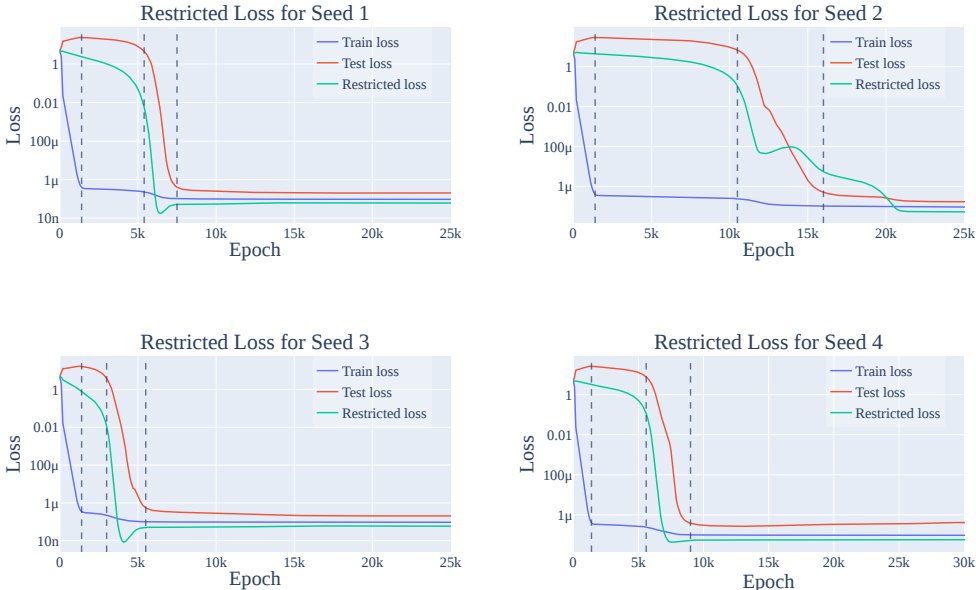 Restricted Loss for Seed 1
Train loss
Test loss
Restricted loss
Loss
1
0.01
100μ
1μ
10n
0
5k
10k
15k
20k
25k
Epoch
Restricted Loss for Seed 2
Train loss
Test loss
Restricted loss
Loss
1
0.01
100μ
1μ
0
5k
10k
15k
20k
25k
Epoch
Restricted Loss for Seed 3
Train loss
Test loss
Restricted loss
Loss
1
0.01
100μ
1μ
10n
0
5k
10k
15k
20k
25k
Epoch
Restricted Loss for Seed 4
Train loss
Test loss
Restricted loss
Loss
1
0.01
100μ
1μ
0
5k
10k
15k
20k
25k
30k
Epoch